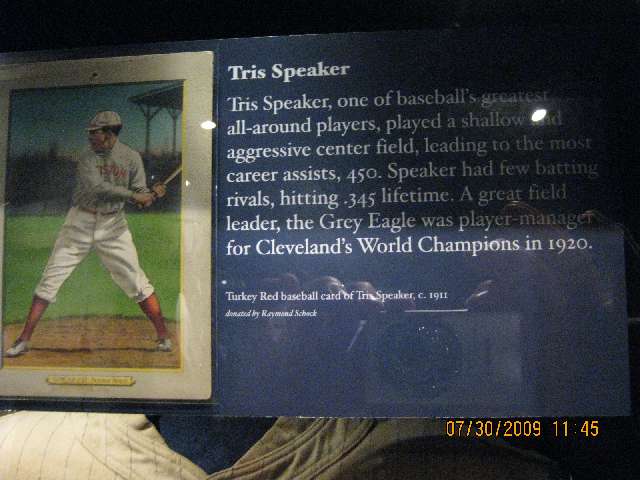 Tris Speaker
Tris Speaker, one of baseball's greatest
all-around players, played a shallow and
aggressive center field, leading to the most
career assists, 450. Speaker had few batting
rivals, hitting .345 lifetime. A great field
leader, the Grey Eagle was player-manager
for Cleveland's World Champions in 1920.
Turkey Red baseball card of Tris Speaker, c. 1911
donated by Raymond Schock
07/30/2009 11:45